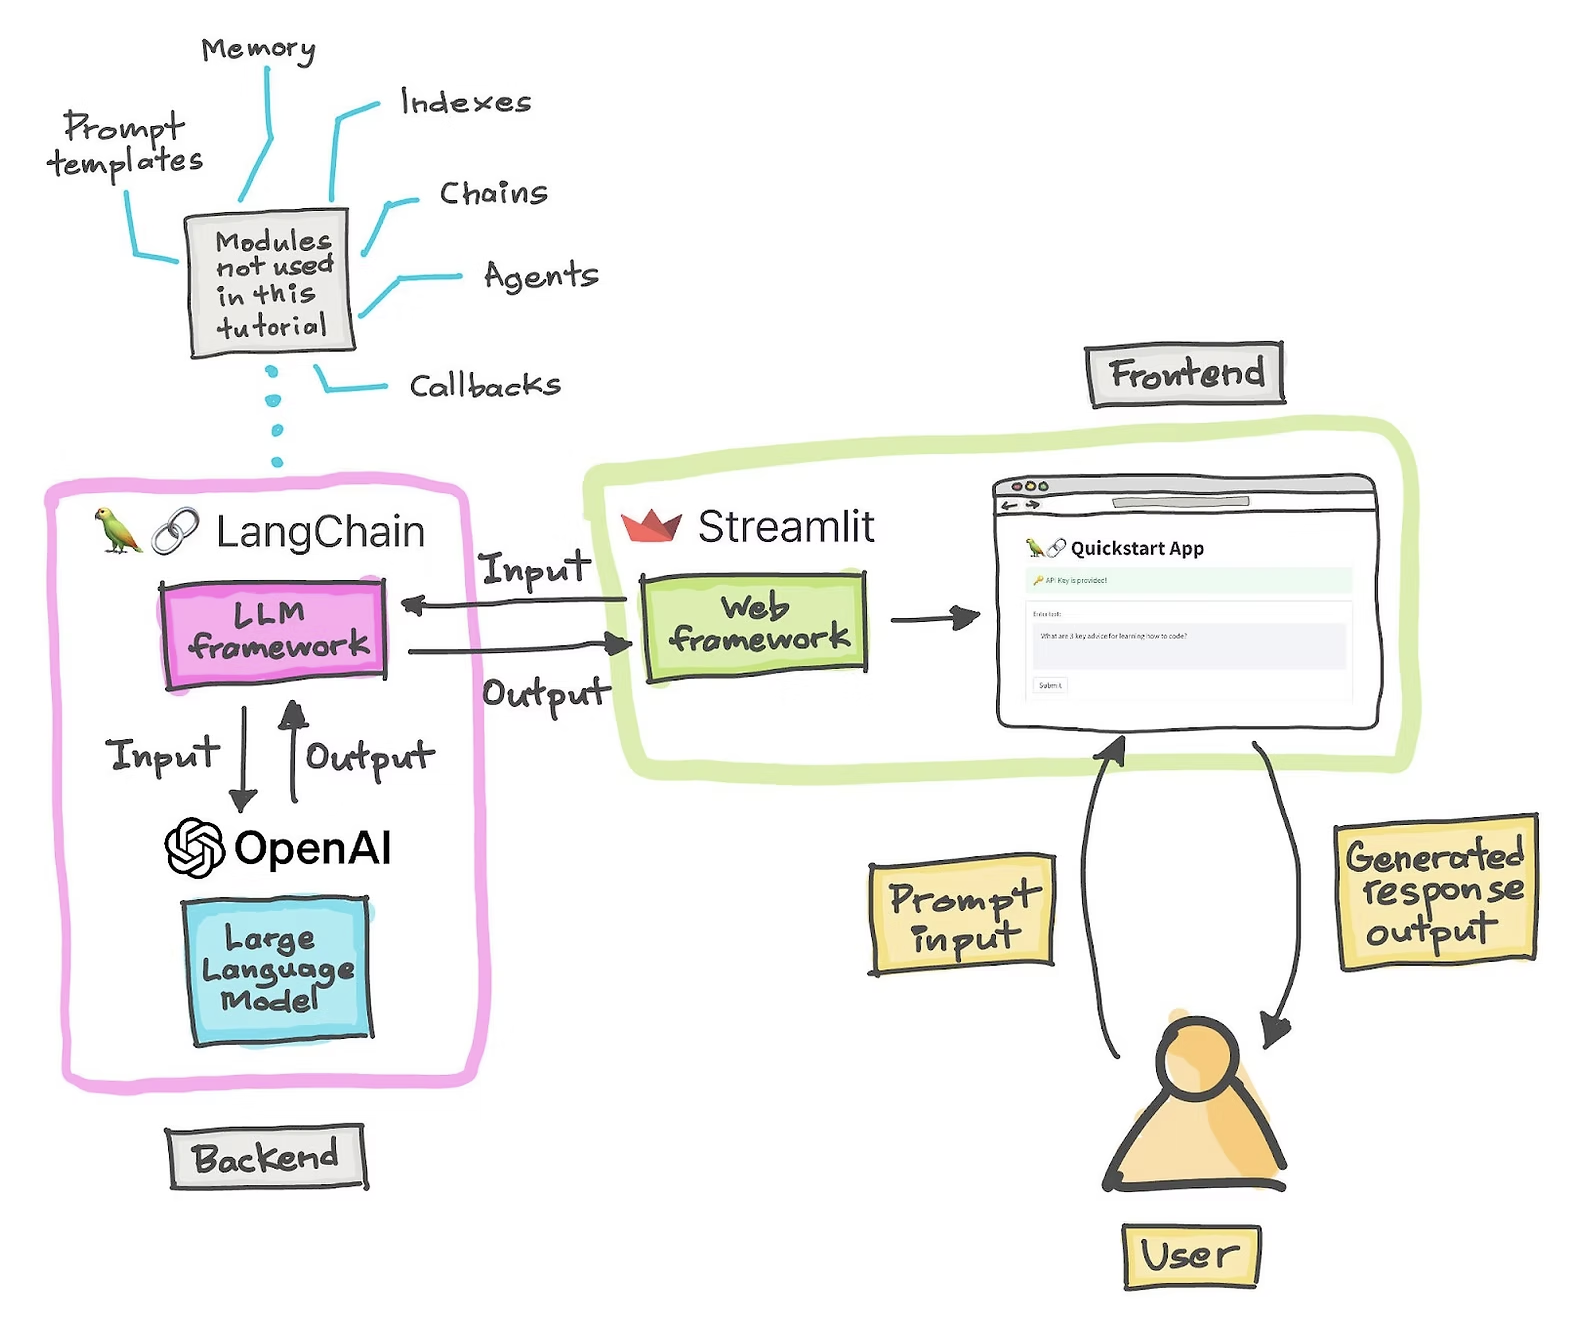 Memory
Indexes
Prompt
templates
Chains
Modules
not used
in this
tutorial
Agents
Callbacks
Frontend
LangChain
LLM
framework
Input
Output
Streamlit
Web
framework
Quickstart App
API Key is provided!
Enter text:
What are 3 key advice for learning how to code?
Submit
Input
Output
OpenAI
Large
Language
Model
Backend
Prompt
input
Generated
response
output
User